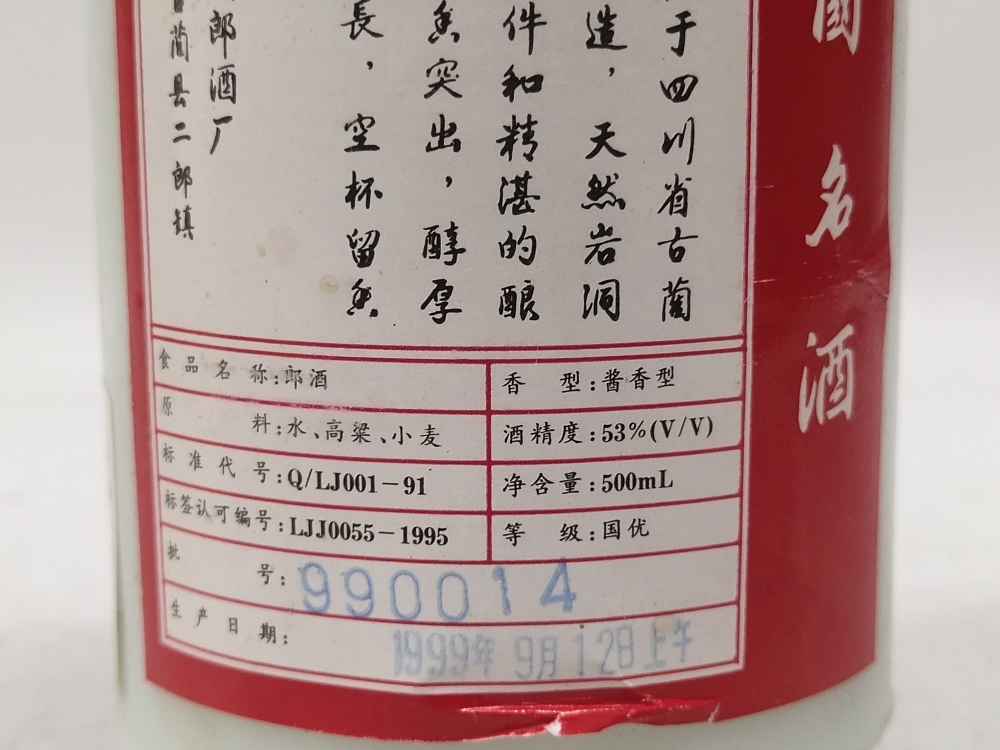 于四川省古蔺
造，天然岩洞
件和精湛的酿
香突出，醇厚
長，空杯留香
郎酒厂
蔺县二郎镇
國名酒
食品名称：郎酒
香型：酱香型
原料：水、高粱、小麦
酒精度：53%(V/V)
标准代号：Q/LJ001－91
净含量：500mL
标签认可编号：LJJ0055－1995
等级：国优
批号：990014
生产日期：1999年9月12日上午